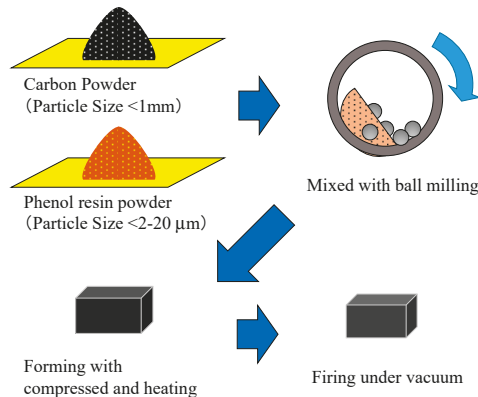 Carbon Powder
（Particle Size <1mm）
Mixed with ball milling
Phenol resin powder
（Particle Size <2-20 μm）
Forming with
compressed and heating
Firing under vacuum